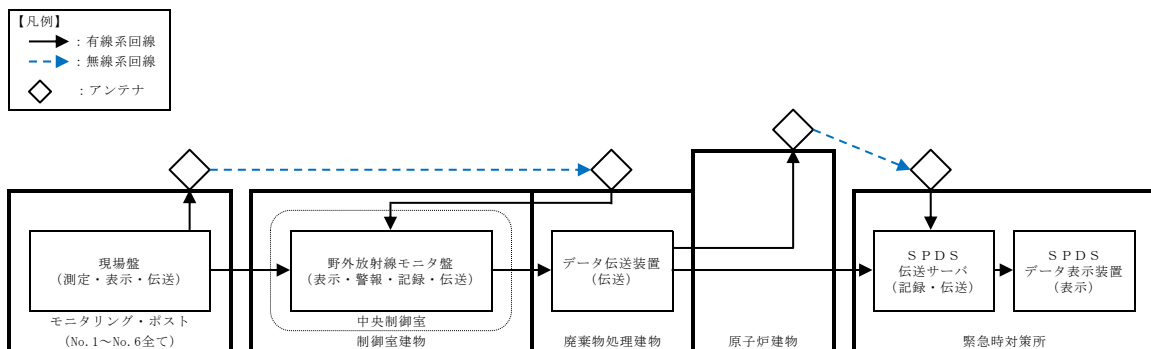 【凡例】
：有線系回線
：無線系回線
：アンテナ
現場盤
（測定・表示・伝送）
モニタリング・ポスト
（No.1～No.6全て）
野外放射線モニタ盤
（表示・警報・記録・伝送）
中央制御室
制御室建物
データ伝送装置
（伝送）
廃棄物処理建物
原子炉建物
ＳＰＤＳ
伝送サーバ
（記録・伝送）
ＳＰＤＳ
データ表示装置
（表示）
緊急時対策所